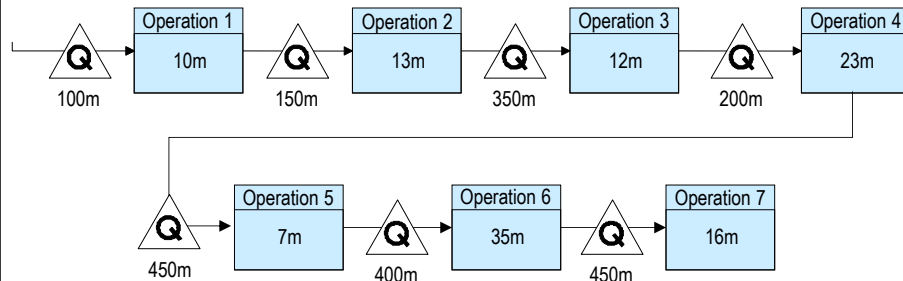 Operation 1
Operation 2
Operation 3
Operation 4
Q
10m
Q
13m
Q
12m
Q
23m
100m
150m
350m
200m
Operation 5
Operation 6
Operation 7
Q
7m
Q
35m
Q
16m
450m
400m
450m